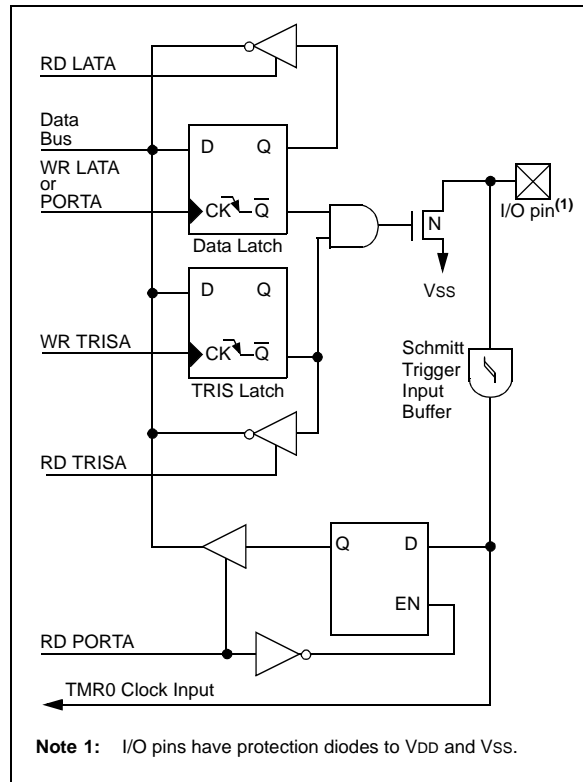 RD LATA
Data
Bus
D Q
WR LATA
or
PORTA
CK Q̅
Data Latch
N
I/O pin(1)
VSS
D Q
WR TRISA
CK Q̅
TRIS Latch
Schmitt
Trigger
Input
Buffer
RD TRISA
Q D
EN
RD PORTA
TMR0 Clock Input
Note 1: I/O pins have protection diodes to VDD and VSS.